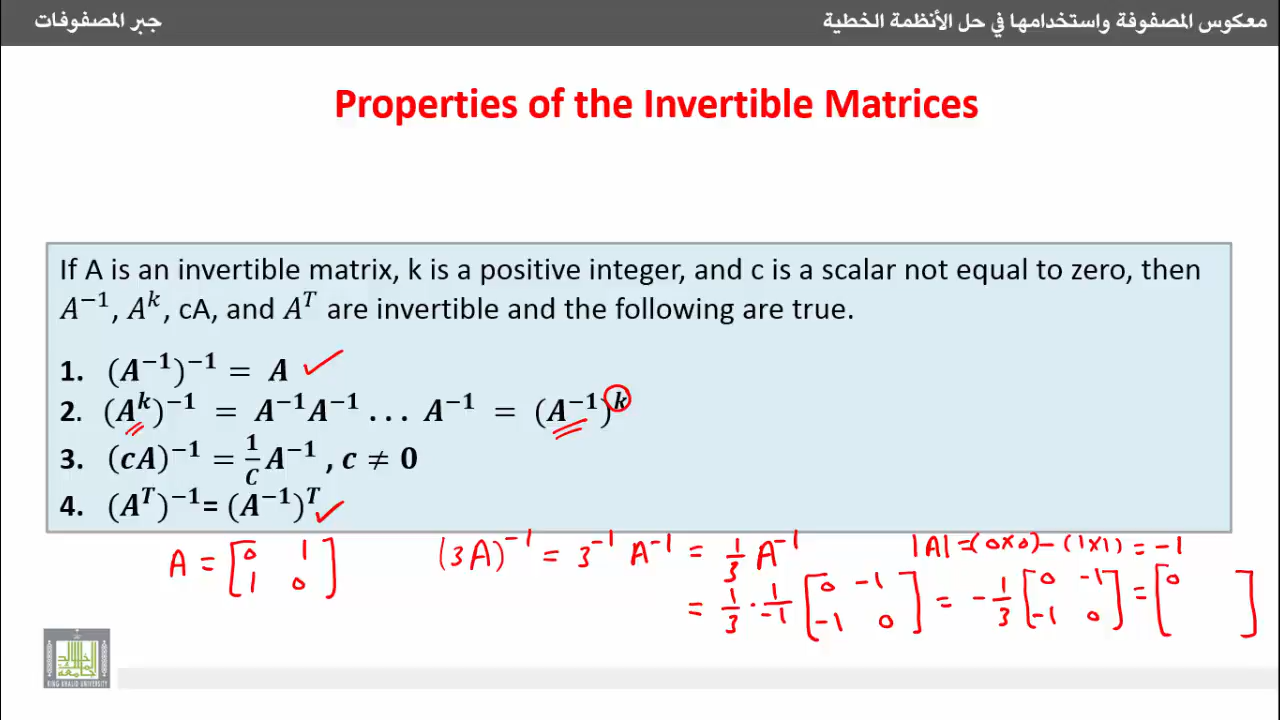 معكوس المصفوفة واستخدامها في حل الأنظمة الخطية
جبر المصفوفات
Properties of the Invertible Matrices
If A is an invertible matrix, k is a positive integer, and c is a scalar not equal to zero, then
A⁻¹, Aᵏ, cA, and Aᵀ are invertible and the following are true.
1. (A⁻¹)⁻¹ = A
2. (Aᵏ)⁻¹ = A⁻¹A⁻¹ ... A⁻¹ = (A⁻¹)ᵏ
3. (cA)⁻¹ = 1/C A⁻¹ , c ≠ 0
4. (Aᵀ)⁻¹= (A⁻¹)ᵀ
A = [0 1; 1 0]
(3A)⁻¹ = 3⁻¹ A⁻¹ = 1/3 A⁻¹
|A| = (0×0) - (1×1) = -1
= 1/3 · 1/-1 [0 -1; -1 0] = -1/3 [0 -1; -1 0] = [0 ]
KING KHALID UNIVERSITY